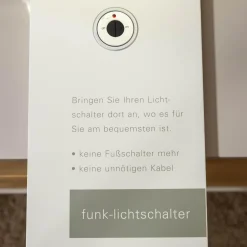 Bringen Sie Ihren Licht-
schalter dort an, wo es für
Sie am bequemsten ist.
• keine Fußschalter mehr
• keine unnötigen Kabel
funk-lichtschalter